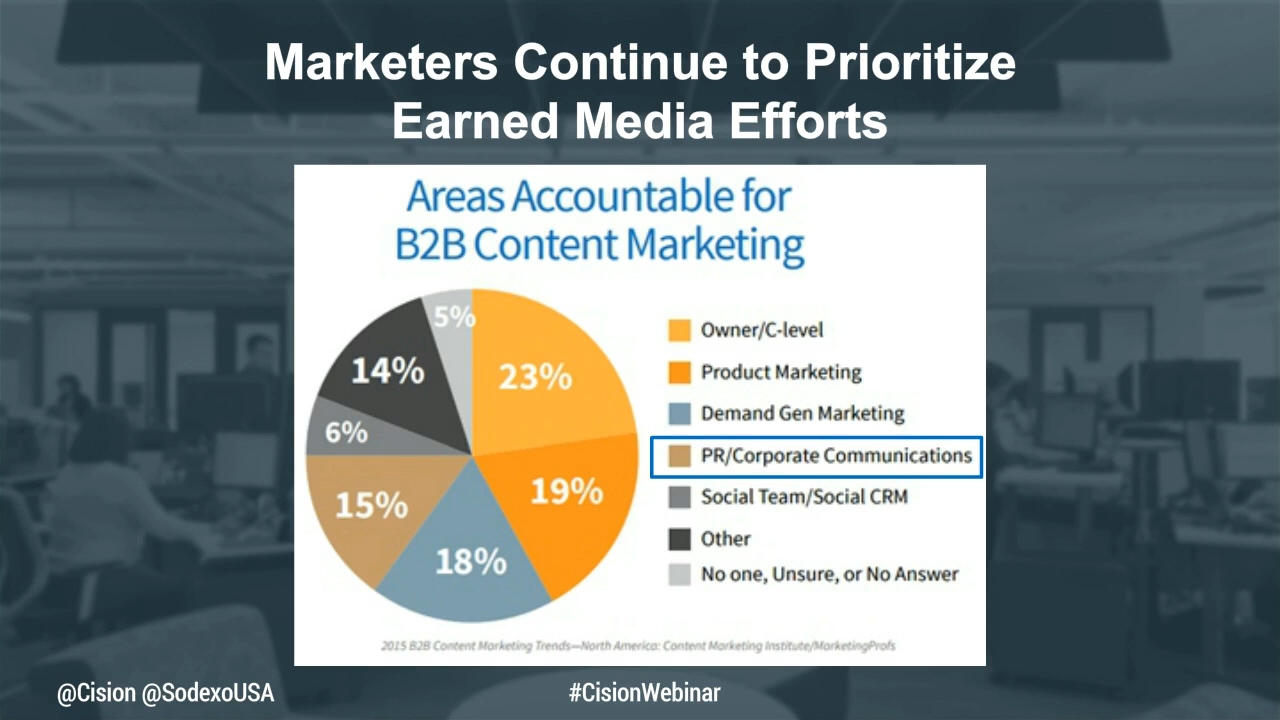 Marketers Continue to Prioritize
Earned Media Efforts
Areas Accountable for
B2B Content Marketing
5%
23%
14%
6%
19%
15%
18%
Owner/C-level
Product Marketing
Demand Gen Marketing
PR/Corporate Communications
Social Team/Social CRM
Other
No one, Unsure, or No Answer
2015 B2B Content Marketing Trends—North America: Content Marketing Institute/MarketingProfs
@Cision @SodexoUSA
#CisionWebinar